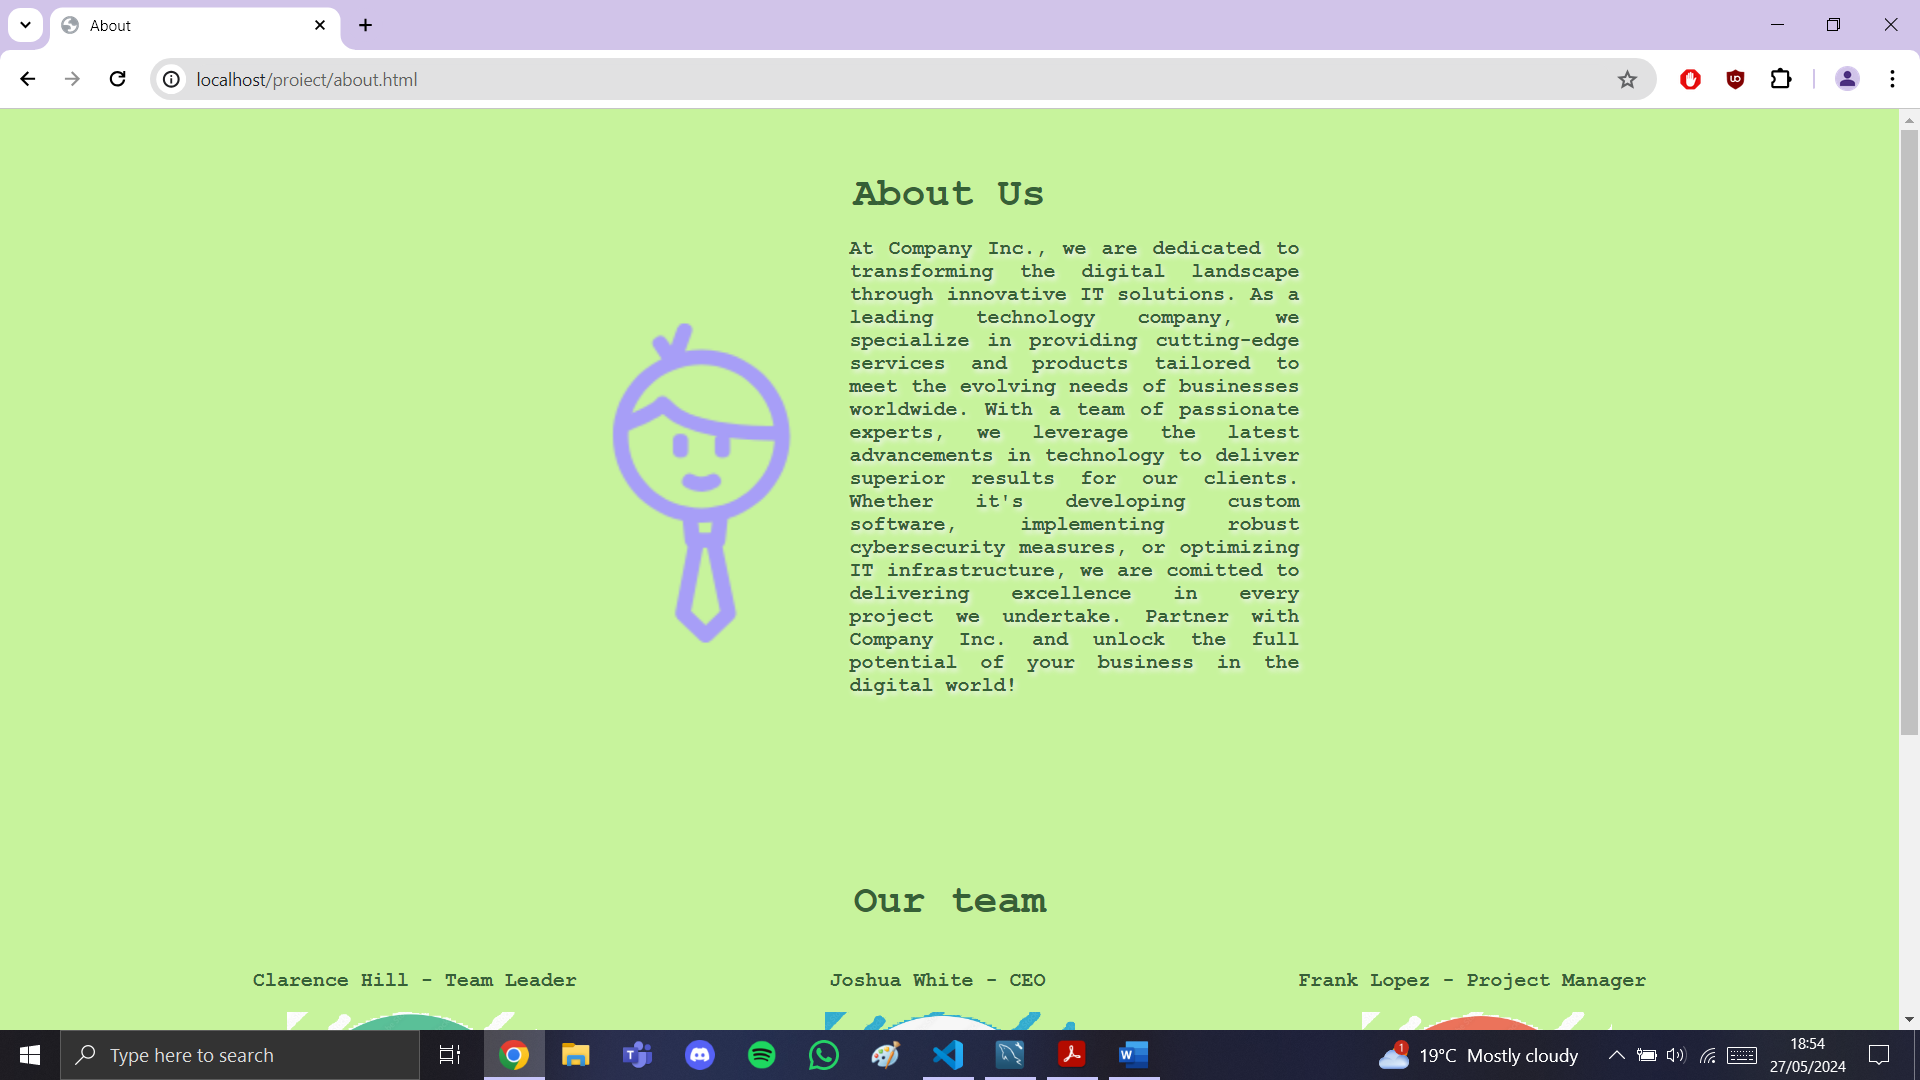 About
localhost/proiect/about.html
About Us
At Company Inc., we are dedicated to
transforming the digital landscape
through innovative IT solutions. As a
leading technology company, we
specialize in providing cutting-edge
services and products tailored to
meet the evolving needs of businesses
worldwide. With a team of passionate
experts, we leverage the latest
advancements in technology to deliver
superior results for our clients.
Whether it's developing custom
software, implementing robust
cybersecurity measures, or optimizing
IT infrastructure, we are comitted to
delivering excellence in every
project we undertake. Partner with
Company Inc. and unlock the full
potential of your business in the
digital world!
Our team
Clarence Hill - Team Leader
Joshua White - CEO
Frank Lopez - Project Manager
Type here to search
1
19°C Mostly cloudy
18:54
27/05/2024